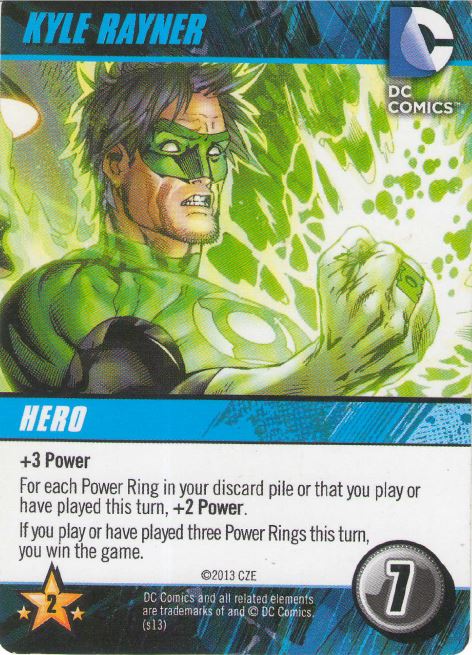 KYLE RAYNER
DC
COMICS™
HERO
+3 Power
For each Power Ring in your discard pile or that you play or
have played this turn, +2 Power.
If you play or have played three Power Rings this turn,
you win the game.
©2013 CZE
2
DC Comics and all related elements
are trademarks of and © DC Comics.
(s13)
7